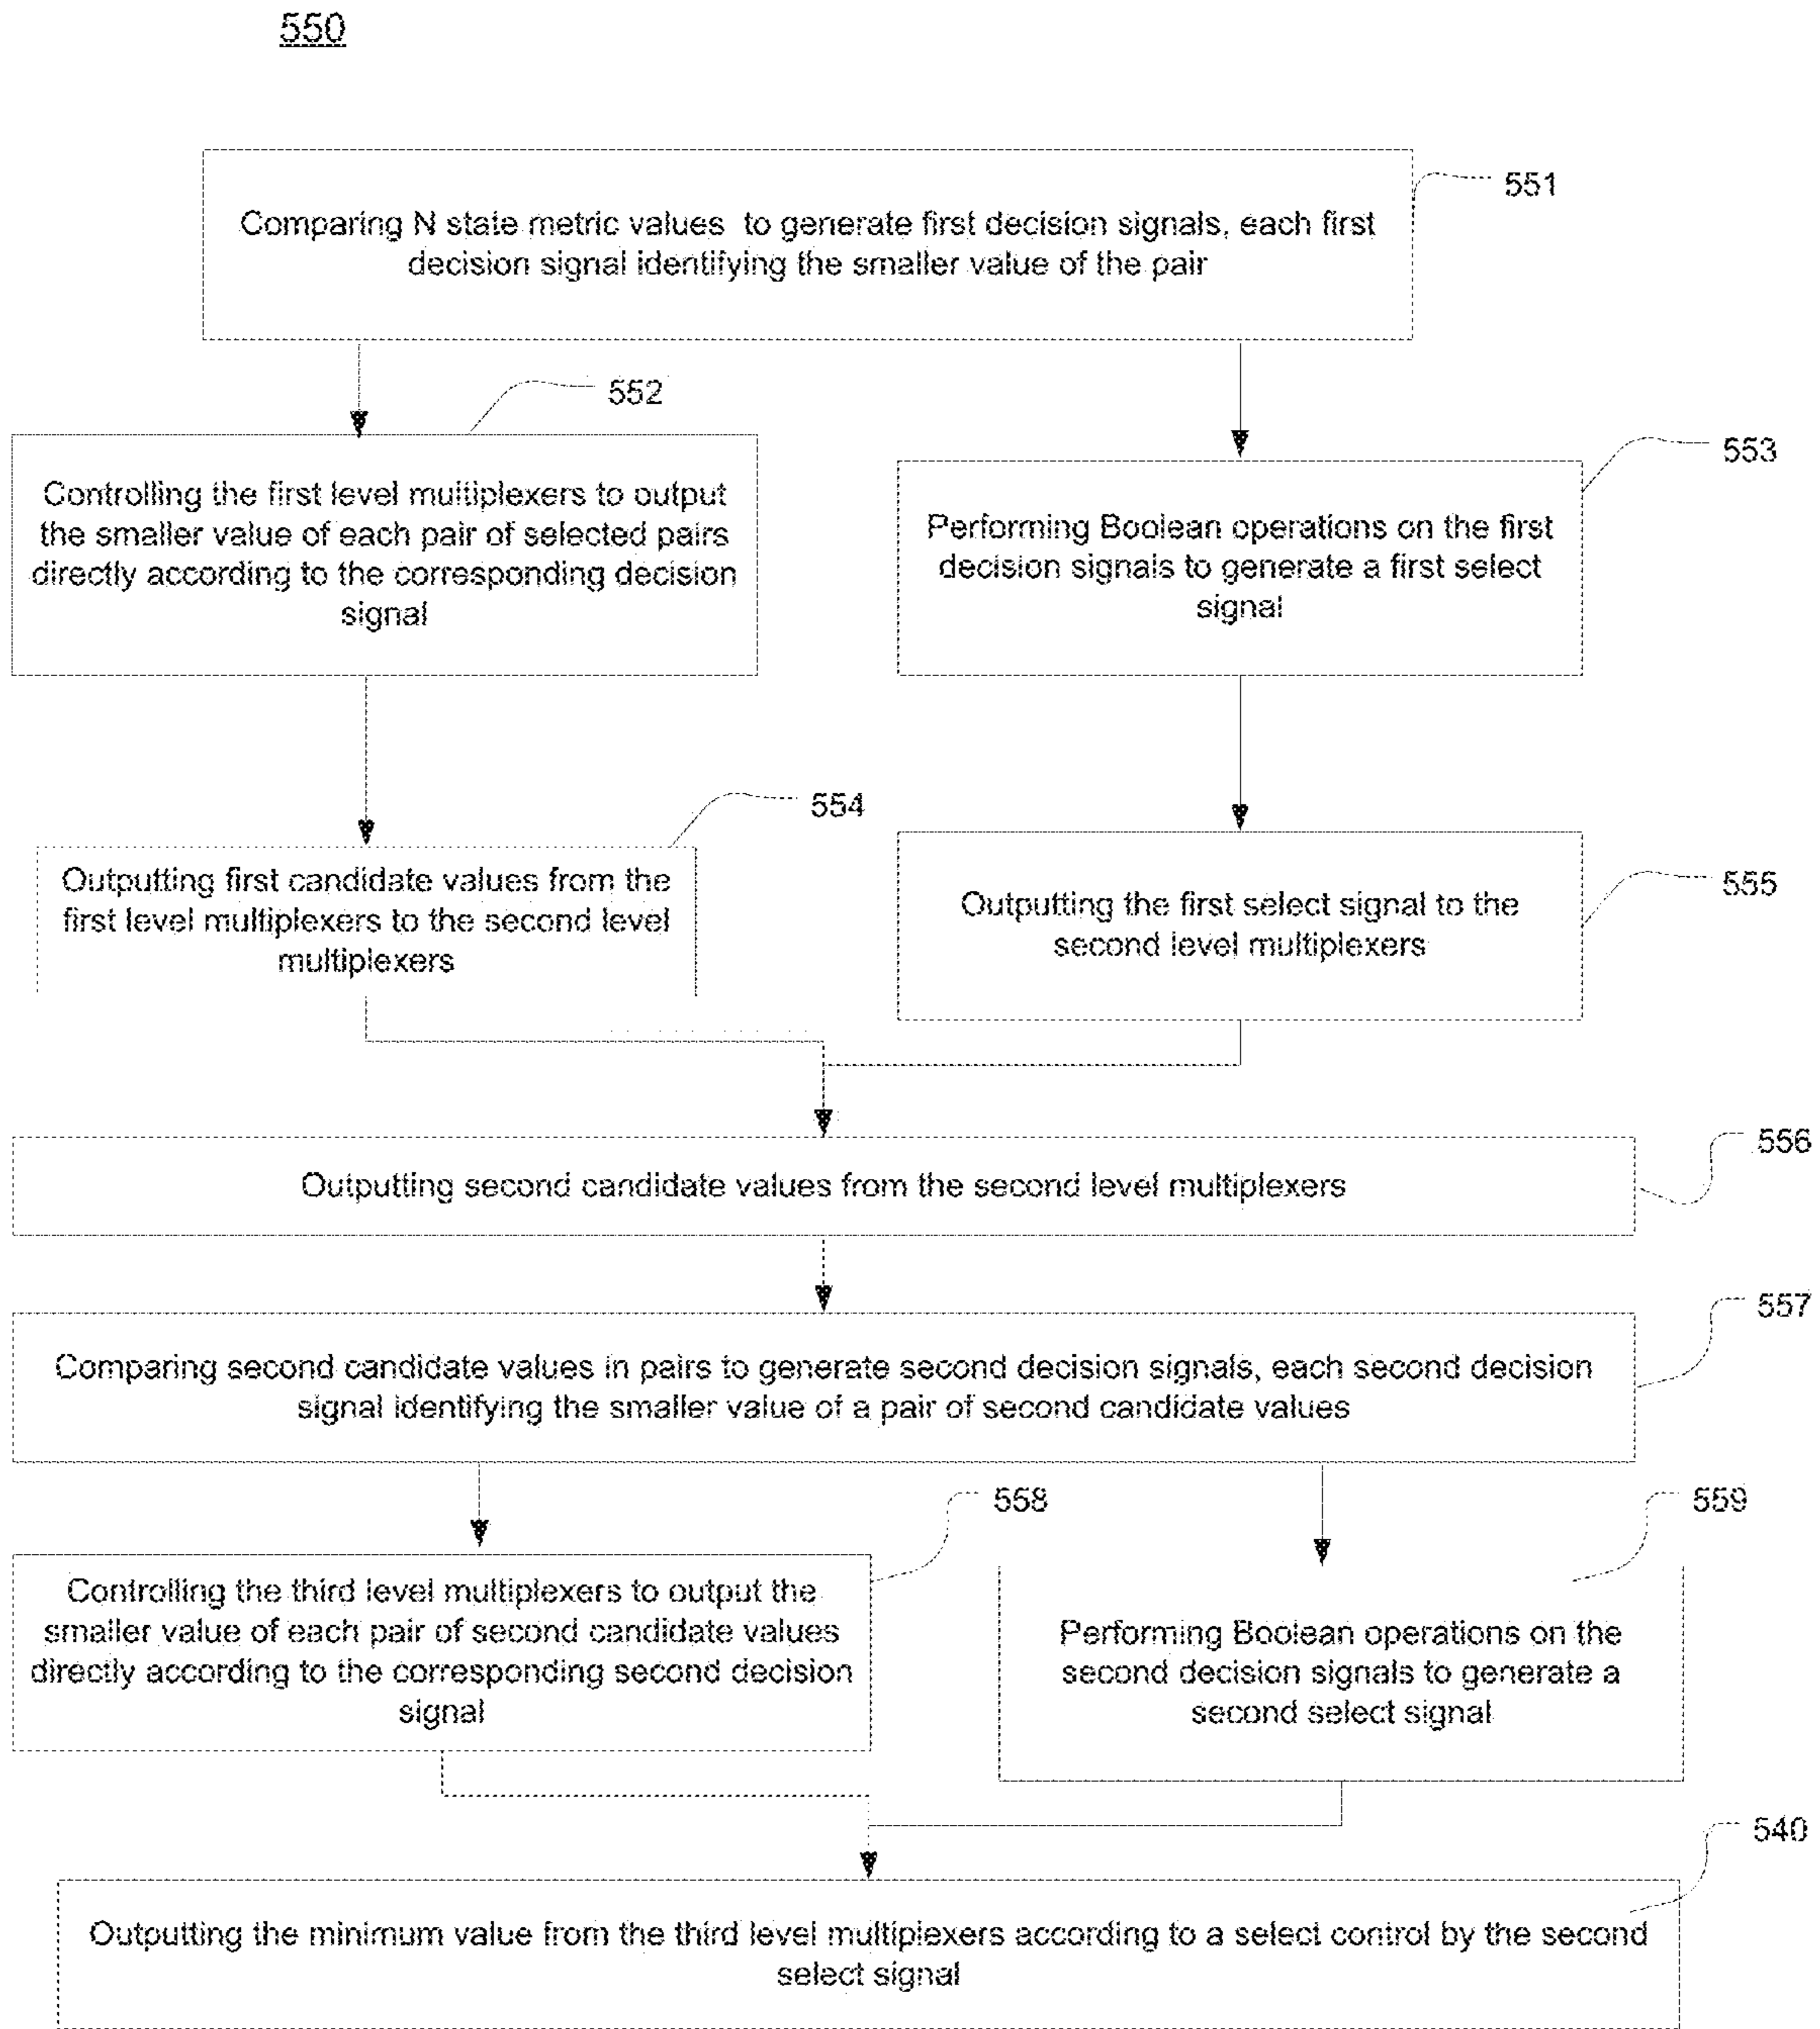 550
551
Comparing N state metric values to generate first decision signals, each first
decision signal identifying the smaller value of the pair
552
553
Controlling the first level multiplexers to output
the smaller value of each pair of selected pairs
directly according to the corresponding decision
signal
Performing Boolean operations on the first
decision signals to generate a first select
signal
554
555
Outputting first candidate values from the
first level multiplexers to the second level
multiplexers
Outputting the first select signal to the
second level multiplexers
556
Outputting second candidate values from the second level multiplexers
557
Comparing second candidate values in pairs to generate second decision signals, each second decision
signal identifying the smaller value of a pair of second candidate values
558
559
Controlling the third level multiplexers to output the
smaller value of each pair of second candidate values
directly according to the corresponding second decision
signal
Performing Boolean operations on the
second decision signals to generate a
second select signal
540
Outputting the minimum value from the third level multiplexers according to a select control by the second
select signal